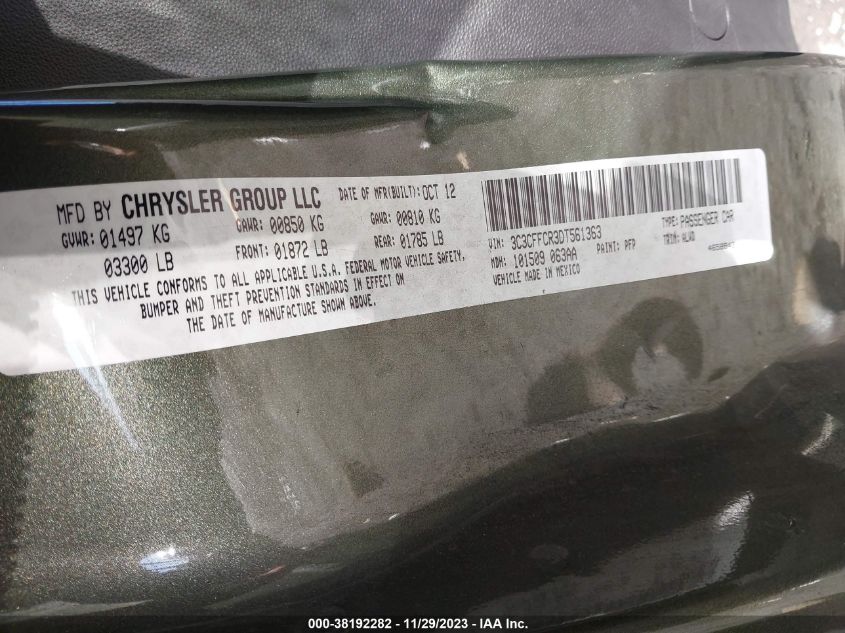 MFD BY CHRYSLER GROUP LLC DATE OF MFR(BUILT): OCT 12
GVWR: 01497 KG GAWR: 00850 KG GAWR: 00810 KG
03300 LB FRONT: 01872 LB REAR: 01785 LB
THIS VEHICLE CONFORMS TO ALL APPLICABLE U.S.A. FEDERAL MOTOR VEHICLE SAFETY,
BUMPER AND THEFT PREVENTION STANDARDS IN EFFECT ON
THE DATE OF MANUFACTURE SHOWN ABOVE.
VIN: 3C3CFFCR3DT561363 TYPE: PASSENGER CAR
MDH: 101509 063AA PAINT: PFP TRIM: ALWD
VEHICLE MADE IN MEXICO
000-38192282 - 11/29/2023 - IAA Inc.